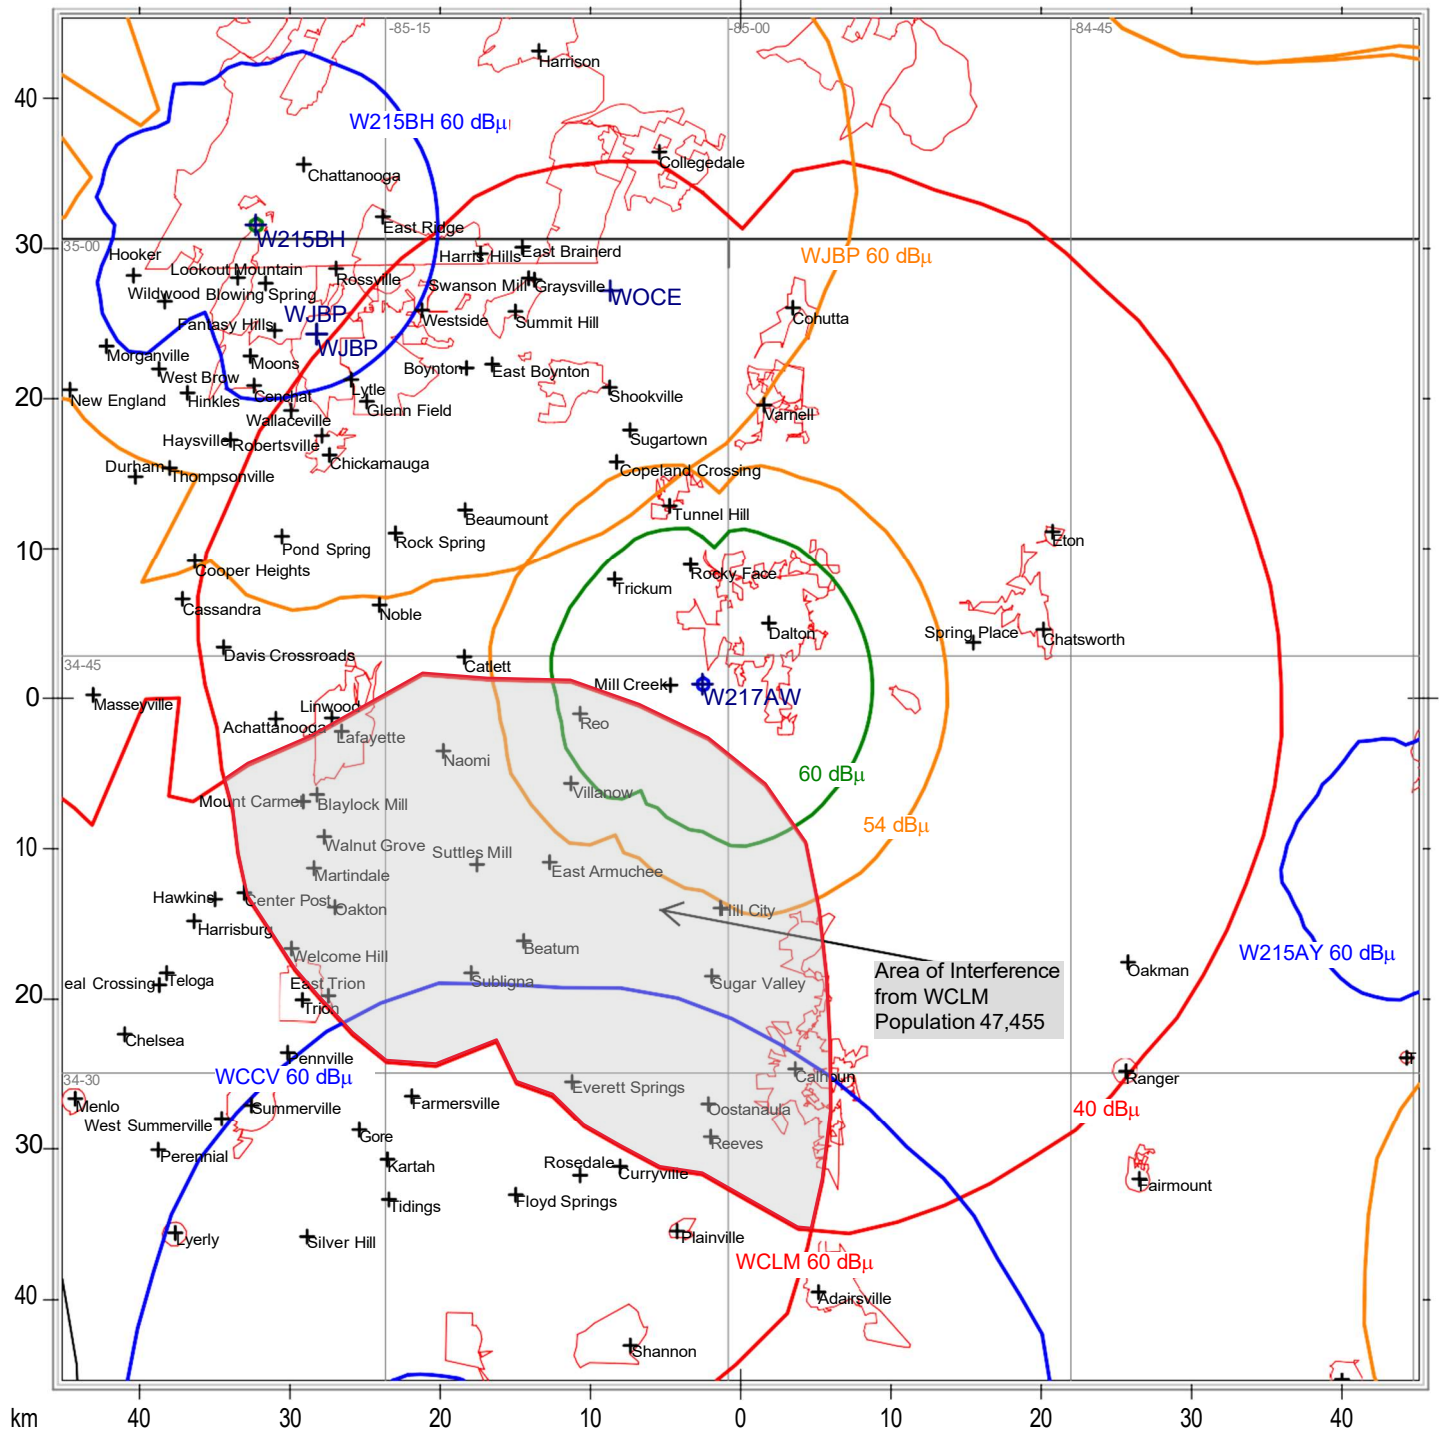 -85-15
-85-00
-84-45
Harrison
40
W215BH 60 dBμ
Collegedale
Chattanooga
East Ridge
W215BH
30
35-00
Hooker
Harris Hills
East Brainerd
WJBP 60 dBμ
Lookout Mountain
Rossville
Swanson Mill
Graysville
Wildwood
Blowing Spring
WOCE
WJBP
Fantasy Hills
Westside
Summit Hill
Cohutta
WJBP
Morganville
Moons
West Brow
Boynton
East Boynton
New England
Hinkles
Cenchat
Lytle
Shookville
20
Glenn Field
Wallaceville
Varnell
Haysville
Robertsville
Sugartown
Durham
Thompsonville
Chickamauga
Copeland Crossing
Beaumount
Tunnel Hill
10
Pond Spring
Rock Spring
Eton
Cooper Heights
Rocky Face
Trickum
Cassandra
Noble
Dalton
Spring Place
Chatsworth
Davis Crossroads
34-45
Catlett
Mill Creek
W217AW
0
Masseyville
Linwood
Achattanooga
Reo
Lafayette
Naomi
60 dBμ
Mount Carmel
Blaylock Mill
Villanow
54 dBμ
10
Walnut Grove
Suttles Mill
Martindale
East Armuchee
Hawkins
Center Post
Oakton
Hill City
Harrisburg
Welcome Hill
Beatum
W215AY 60 dBμ
eal Crossing
Teloga
East Trion
Subligna
Sugar Valley
Oakman
Area of Interference
from WCLM
Population 47,455
20
Trion
Chelsea
Pennville
34-30
WCCV 60 dBμ
Everett Springs
Calhoun
Ranger
Menlo
Summerville
Farmersville
Oostanaula
40 dBμ
West Summerville
Gore
Reeves
30
Perennial
Kartah
Rosedale
Curryville
Fairmount
Tidings
Floyd Springs
Lyerly
Silver Hill
Plainville
WCLM 60 dBμ
40
Adairsville
Shannon
km
40
30
20
10
0
10
20
30
40